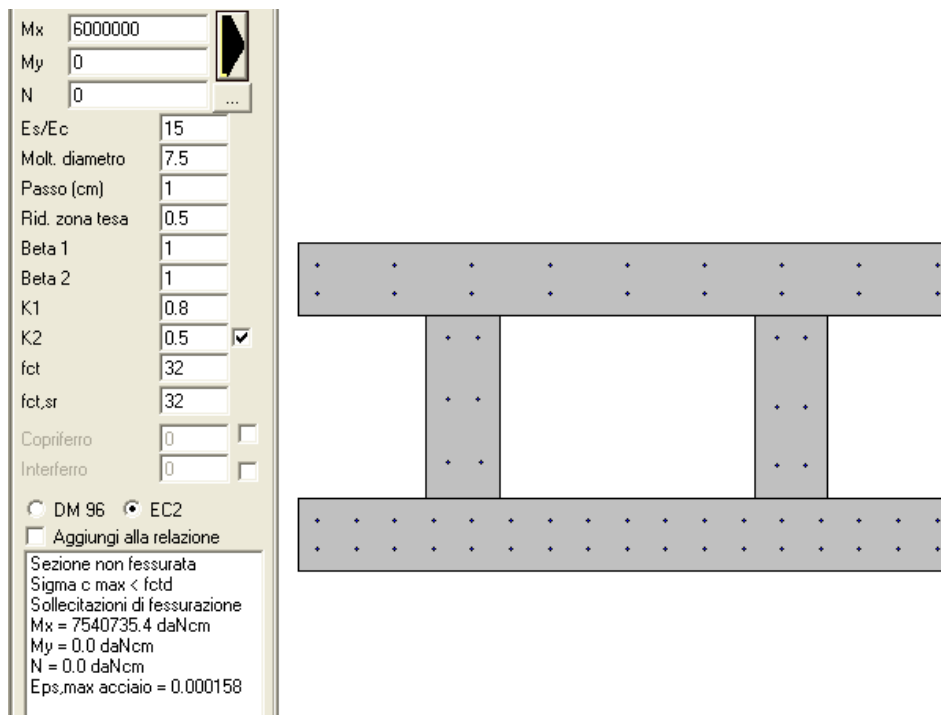 Mx 6000000
My 0
N 0
...
Es/Ec 15
Molt. diametro 7.5
Passo (cm) 1
Rid. zona tesa 0.5
Beta 1 1
Beta 2 1
K1 0.8
K2 0.5
fct 32
fct,sr 32
Copriferro 0
Interferro 0
DM 96 EC2
Aggiungi alla relazione
Sezione non fessurata
Sigma c max < fctd
Sollecitazioni di fessurazione
Mx = 7540735.4 daNcm
My = 0.0 daNcm
N = 0.0 daNcm
Eps,max acciaio = 0.000158